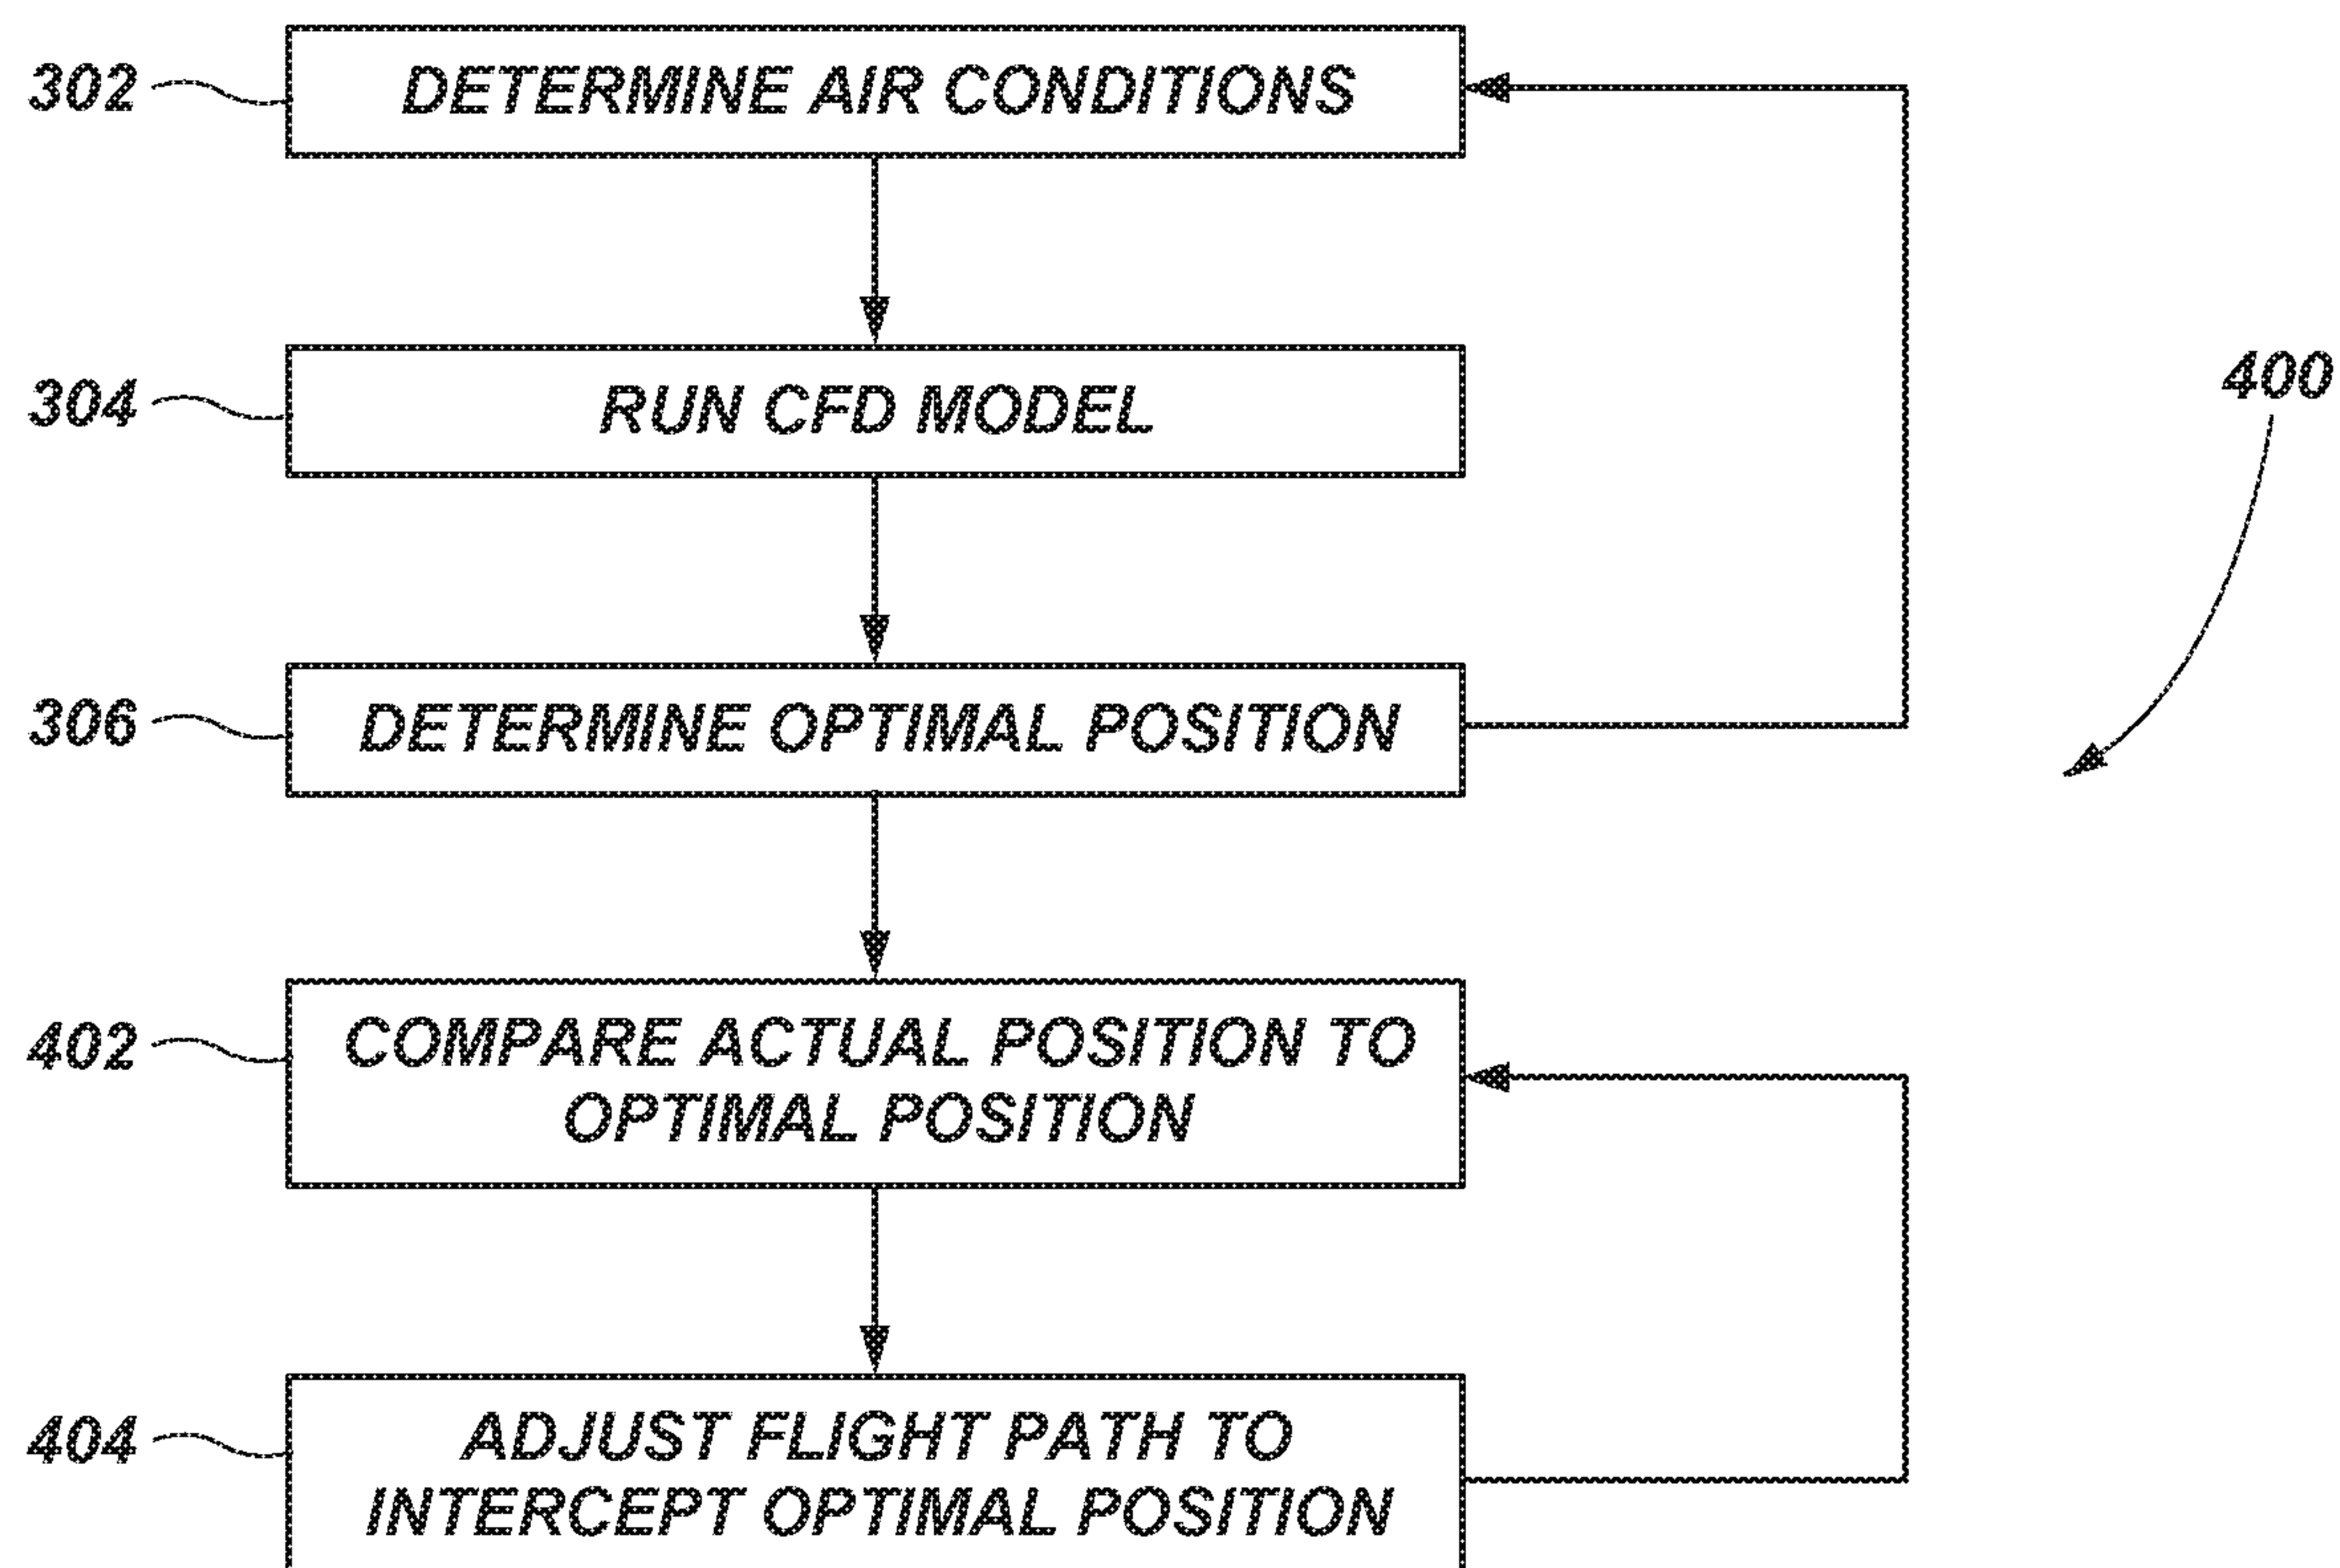 302
DETERMINE AIR CONDITIONS
304
RUN CFD MODEL
400
306
DETERMINE OPTIMAL POSITION
402
COMPARE ACTUAL POSITION TO
OPTIMAL POSITION
404
ADJUST FLIGHT PATH TO
INTERCEPT OPTIMAL POSITION